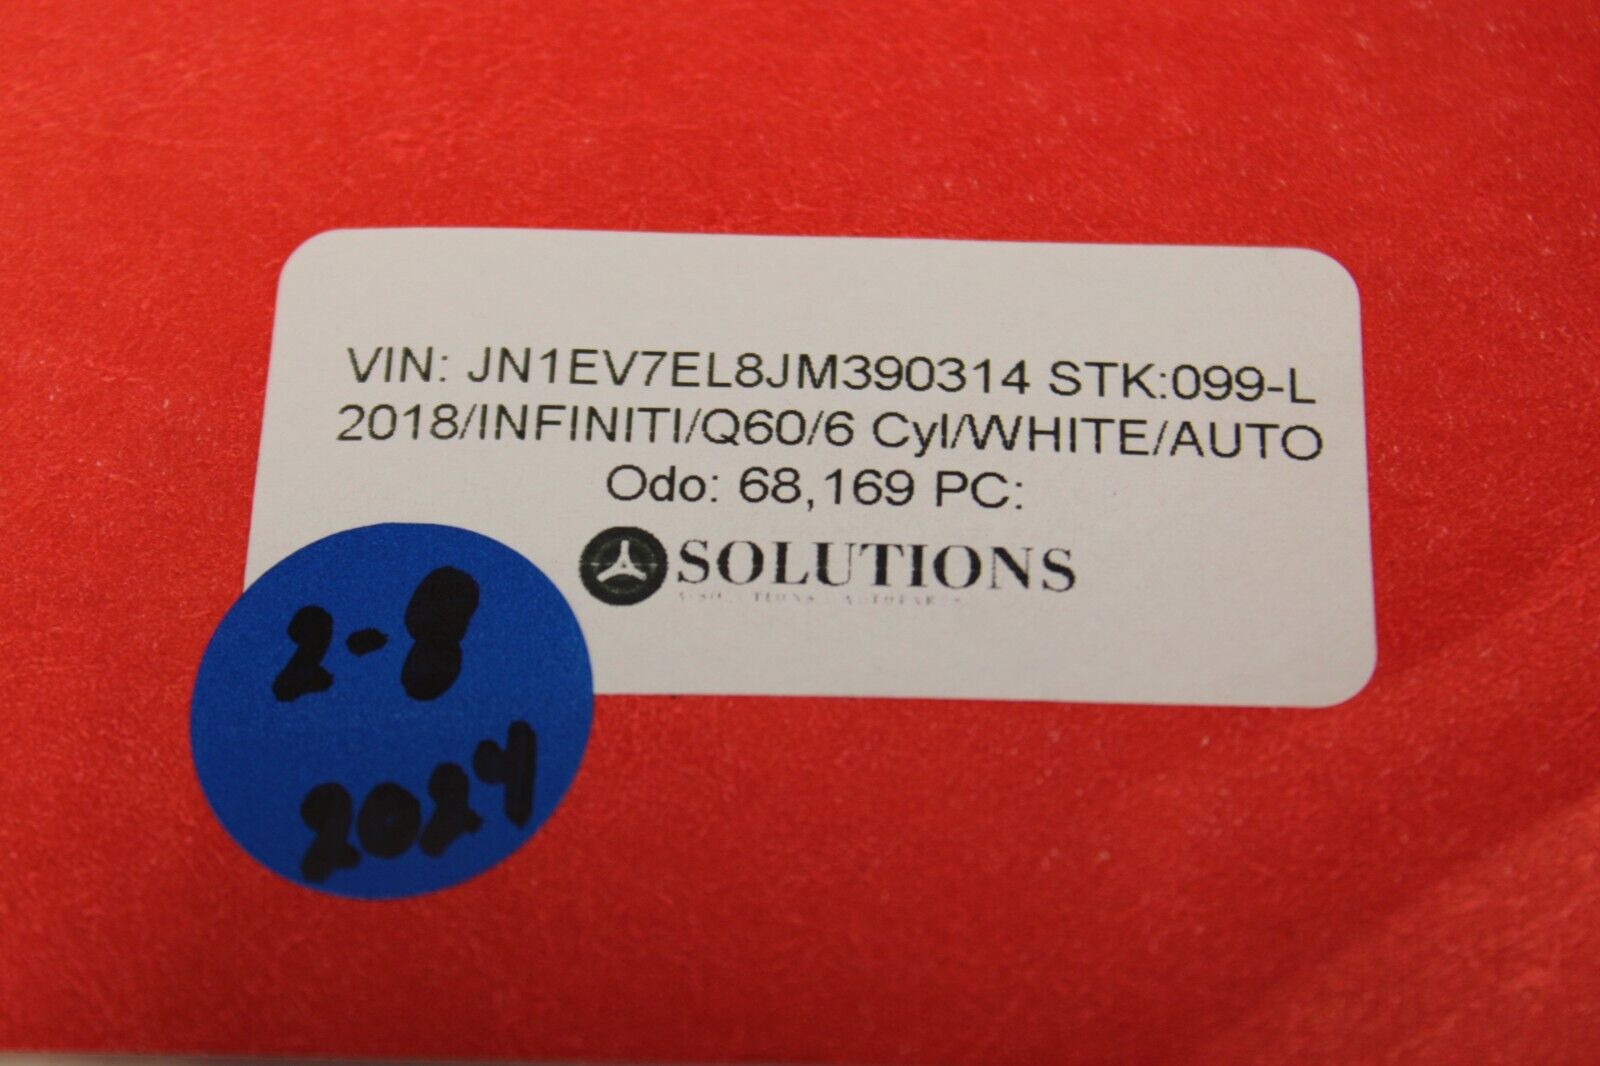 VIN: JN1EV7EL8JM390314 STK:099-L
2018/INFINITI/Q60/6 Cyl/WHITE/AUTO
Odo: 68,169 PC:
SOLUTIONS
2-8
2024